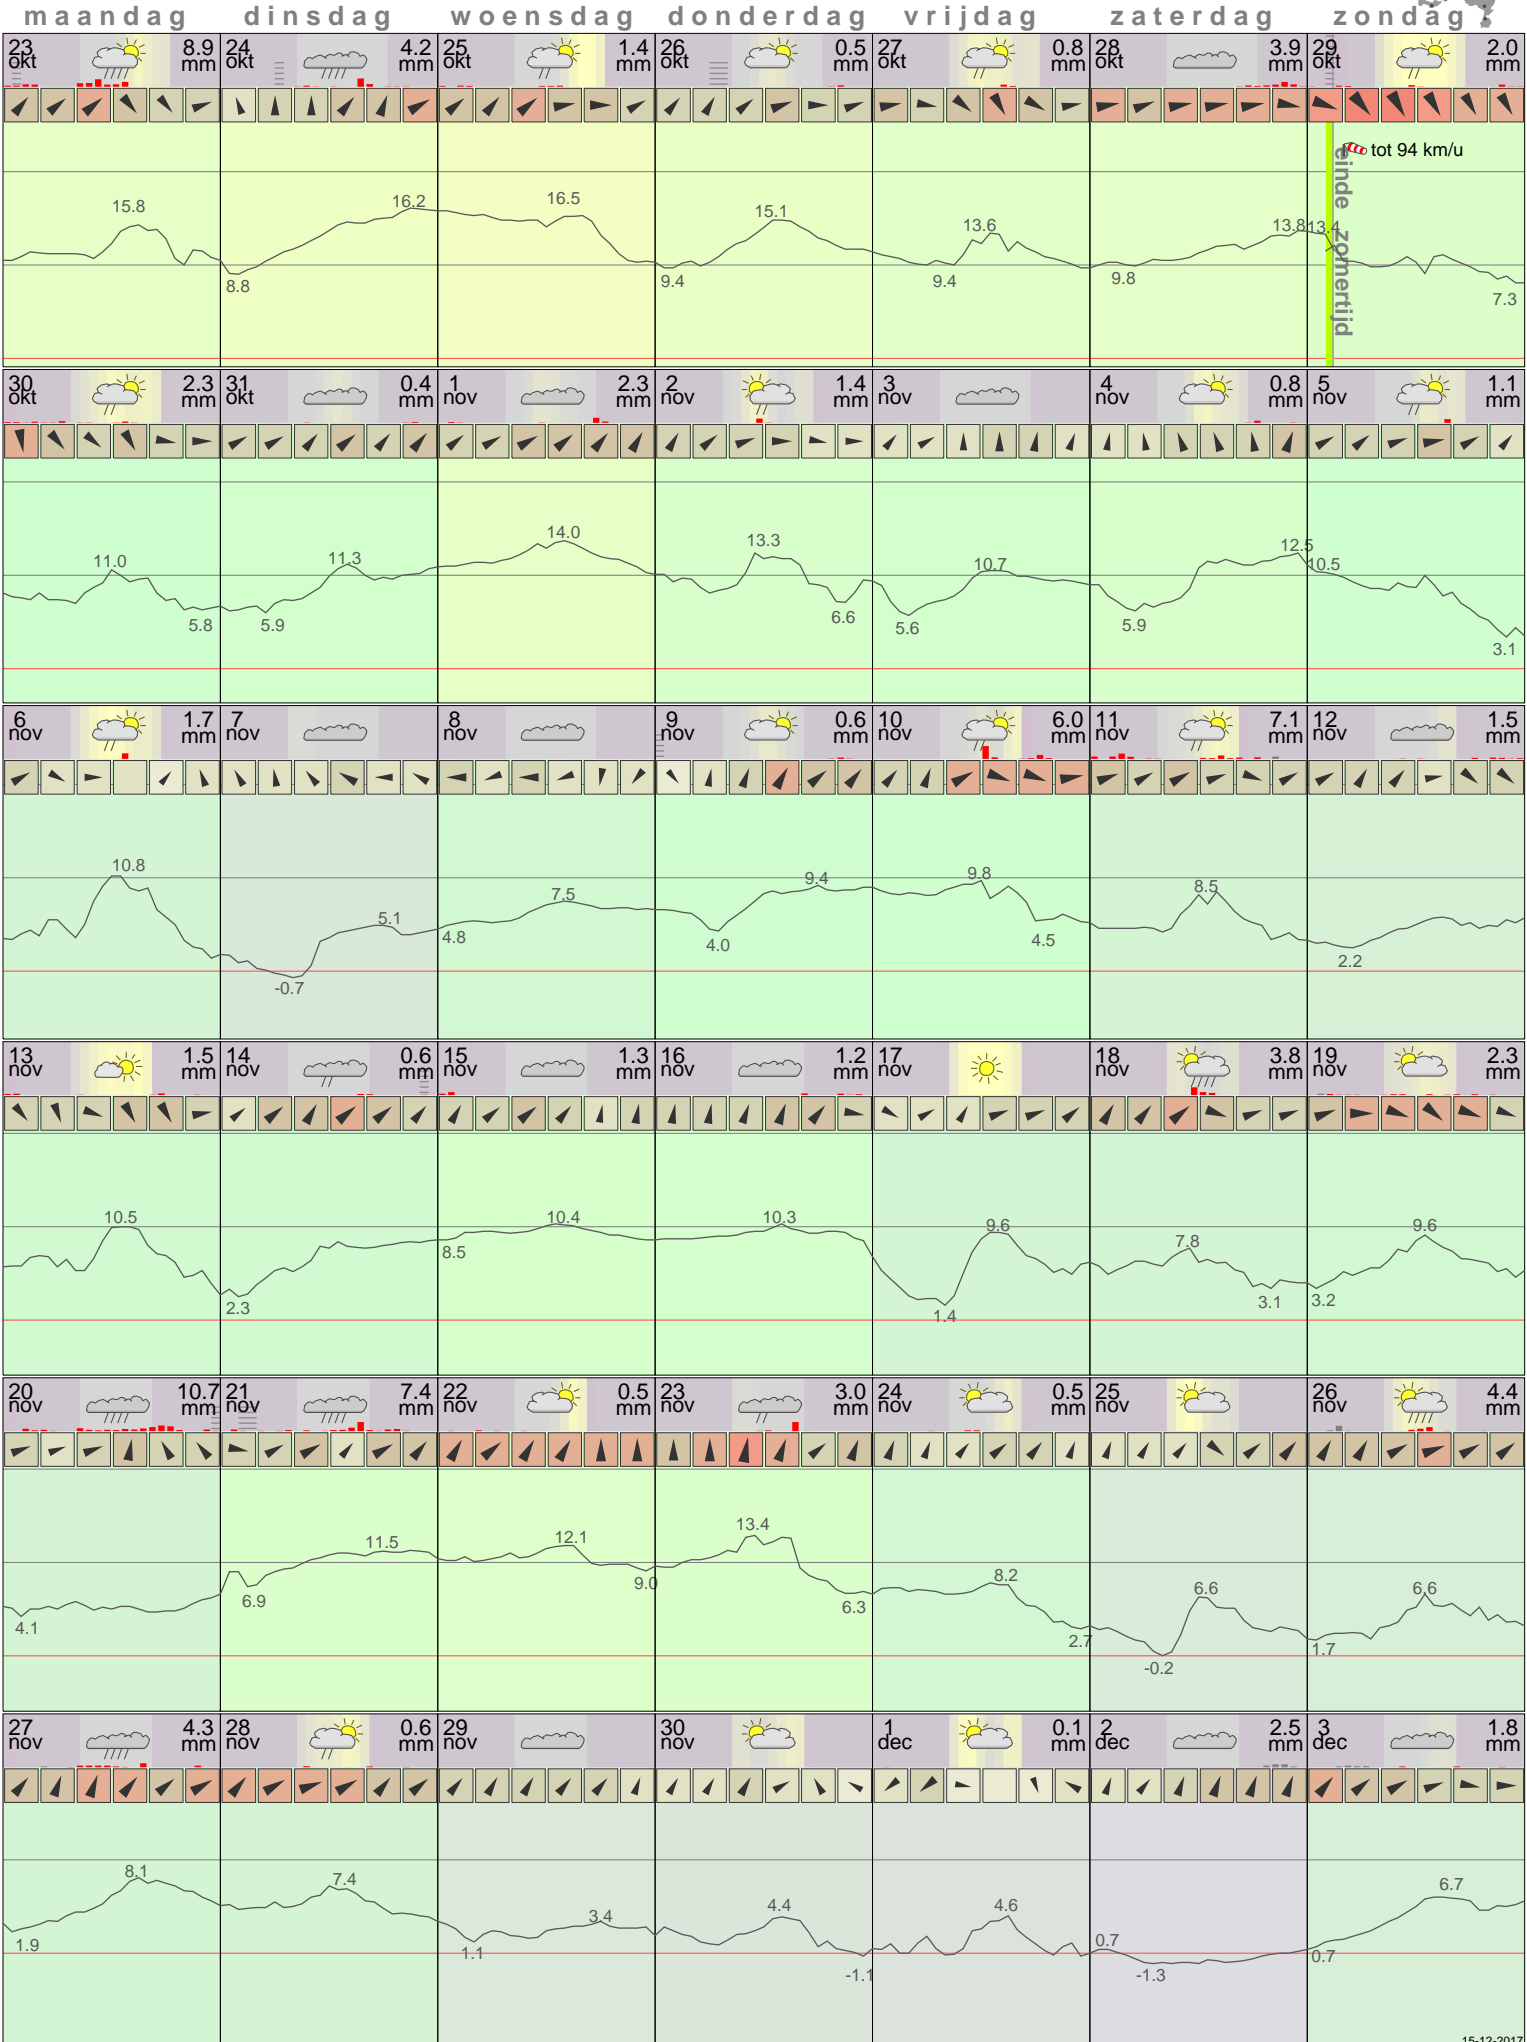 maandag dinsdag woensdag donderdag vrijdag zaterdag zondag
23 8.9 24 4.2 25 1.4 26 0.5 27 0.8 28 3.9 29 2.0
okt mm okt mm okt mm okt mm okt mm okt mm okt mm
tot 94 km/u
einde zomertijd
15.8 16.2 16.5 15.1 13.6 13.8 13.4
8.8 9.4 9.4 9.8 7.3
30 2.3 31 0.4 1 2.3 2 1.4 3 4 0.8 5 1.1
okt mm okt mm nov mm nov mm nov nov mm nov mm
11.0 11.3 14.0 13.3 10.7 12.5 10.5
5.8 5.9 6.6 5.6 5.9 3.1
6 1.7 7 8 9 0.6 10 6.0 11 7.1 12 1.5
nov mm nov nov nov mm nov mm nov mm nov mm
10.8 5.1 7.5 9.4 9.8 8.5
-0.7 4.8 4.0 4.5 2.2
13 1.5 14 0.6 15 1.3 16 1.2 17 18 3.8 19 2.3
nov mm nov mm nov mm nov mm nov nov mm nov mm
10.5 10.4 10.3 9.6 7.8 9.6
2.3 8.5 1.4 3.1 3.2
20 10.7 21 7.4 22 0.5 23 3.0 24 0.5 25 26 4.4
nov mm nov mm nov mm nov mm nov mm nov nov mm
11.5 12.1 13.4 8.2 6.6 6.6
4.1 6.9 9.0 6.3 2.7 -0.2 1.7
27 4.3 28 0.6 29 30 1 0.1 2 2.5 3 1.8
nov mm nov mm nov nov dec mm dec mm dec mm
8.1 7.4 3.4 4.4 4.6 0.7 6.7
1.9 1.1 -1.1 -1.3 0.7
15-12-2017